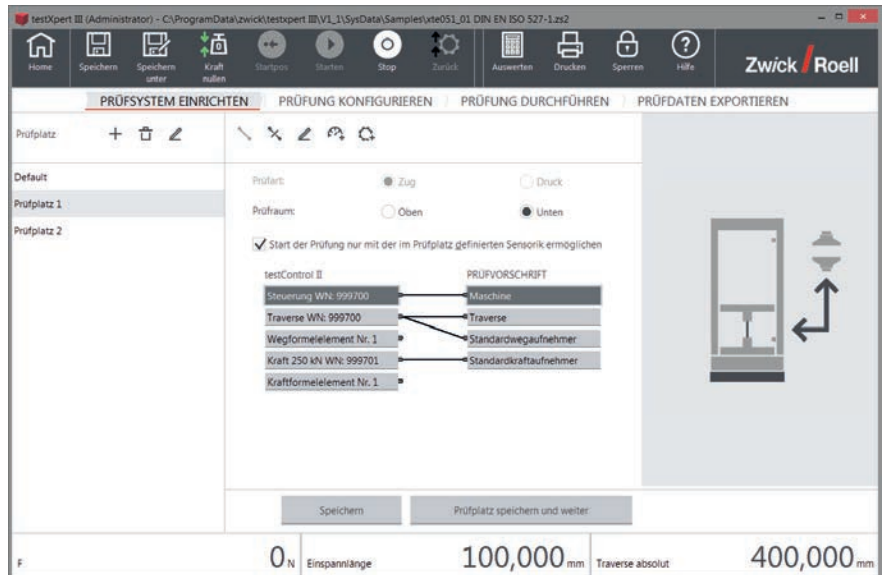 testXpert III (Administrator) - C:\ProgramData\zwick\testxpert III\V1_1\SysData\Samples\xte051_01 DIN EN ISO 527-1.zs2
Home
Speichern
Speichern unter
Kraft nullen
Startpos
Starten
Stop
Zurück
Auswerten
Drucken
Sperren
Hilfe
Zwick / Roell
PRÜFSYSTEM EINRICHTEN
PRÜFUNG KONFIGURIEREN
PRÜFUNG DURCHFÜHREN
PRÜFDATEN EXPORTIEREN
Prüfplatz
Default
Prüfplatz 1
Prüfplatz 2
Prüfart: Zug Druck
Prüfraum: Oben Unten
Start der Prüfung nur mit der im Prüfplatz definierten Sensorik ermöglichen
testControl II
PRÜFVORSCHRIFT
Steuerung WN: 999700
Maschine
Traverse WN: 999700
Traverse
Wegformelelement Nr. 1
Standardwegaufnehmer
Kraft 250 kN WN: 999701
Standardkraftaufnehmer
Kraftformelelement Nr. 1
Speichern
Prüfplatz speichern und weiter
F 0 N
Einspannlänge 100,000 mm
Traverse absolut 400,000 mm